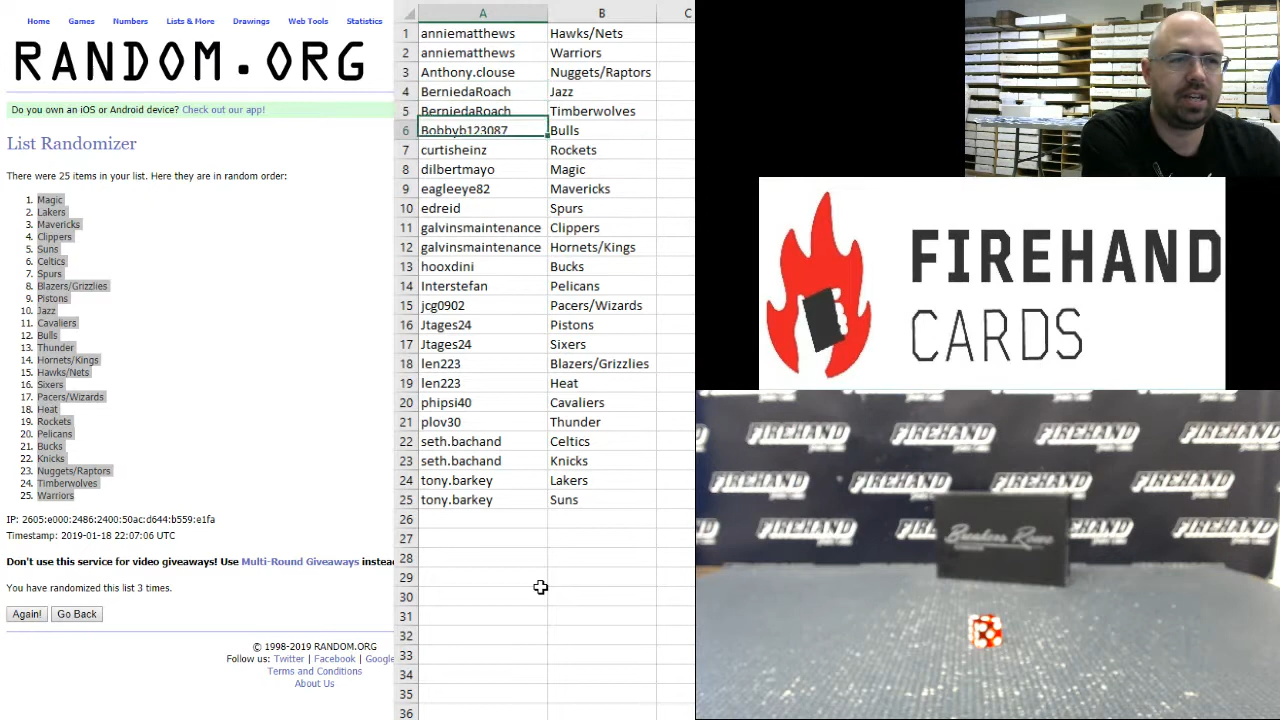 Home Games Numbers Lists & More Drawings Web Tools Statistics
RANDOM.ORG
Do you own an iOS or Android device? Check out our app!
List Randomizer
There were 25 items in your list. Here they are in random order:
1. Magic
2. Lakers
3. Mavericks
4. Clippers
5. Suns
6. Celtics
7. Spurs
8. Blazers/Grizzlies
9. Pistons
10. Jazz
11. Cavaliers
12. Bulls
13. Thunder
14. Hornets/Kings
15. Hawks/Nets
16. Sixers
17. Pacers/Wizards
18. Heat
19. Rockets
20. Pelicans
21. Bucks
22. Knicks
23. Nuggets/Raptors
24. Timberwolves
25. Warriors
IP: 2605:e000:2486:2400:50ac:d644:b559:e1fa
Timestamp: 2019-01-18 22:07:06 UTC
Don't use this service for video giveaways! Use Multi-Round Giveaways instea
You have randomized this list 3 times.
Again! Go Back
© 1998-2019 RANDOM.ORG
Follow us: Twitter | Facebook | Google
Terms and Conditions
About Us
A B C
1 anniematthews Hawks/Nets
2 anniematthews Warriors
3 Anthony.clouse Nuggets/Raptors
4 BerniedaRoach Jazz
5 BerniedaRoach Timberwolves
6 Bobbyb123087 Bulls
7 curtisheinz Rockets
8 dilbertmayo Magic
9 eagleeye82 Mavericks
10 edreid Spurs
11 galvinsmaintenance Clippers
12 galvinsmaintenance Hornets/Kings
13 hooxdini Bucks
14 Interstefan Pelicans
15 jcg0902 Pacers/Wizards
16 Jtages24 Pistons
17 Jtages24 Sixers
18 len223 Blazers/Grizzlies
19 len223 Heat
20 phipsi40 Cavaliers
21 plov30 Thunder
22 seth.bachand Celtics
23 seth.bachand Knicks
24 tony.barkey Lakers
25 tony.barkey Suns
26
27
28
29
30
31
32
33
34
35
36
FIREHAND
CARDS
FIREHAND FIREHAND FIREHAND
FIREHAND FIREHAND FIREHAND
Breakers Rowe